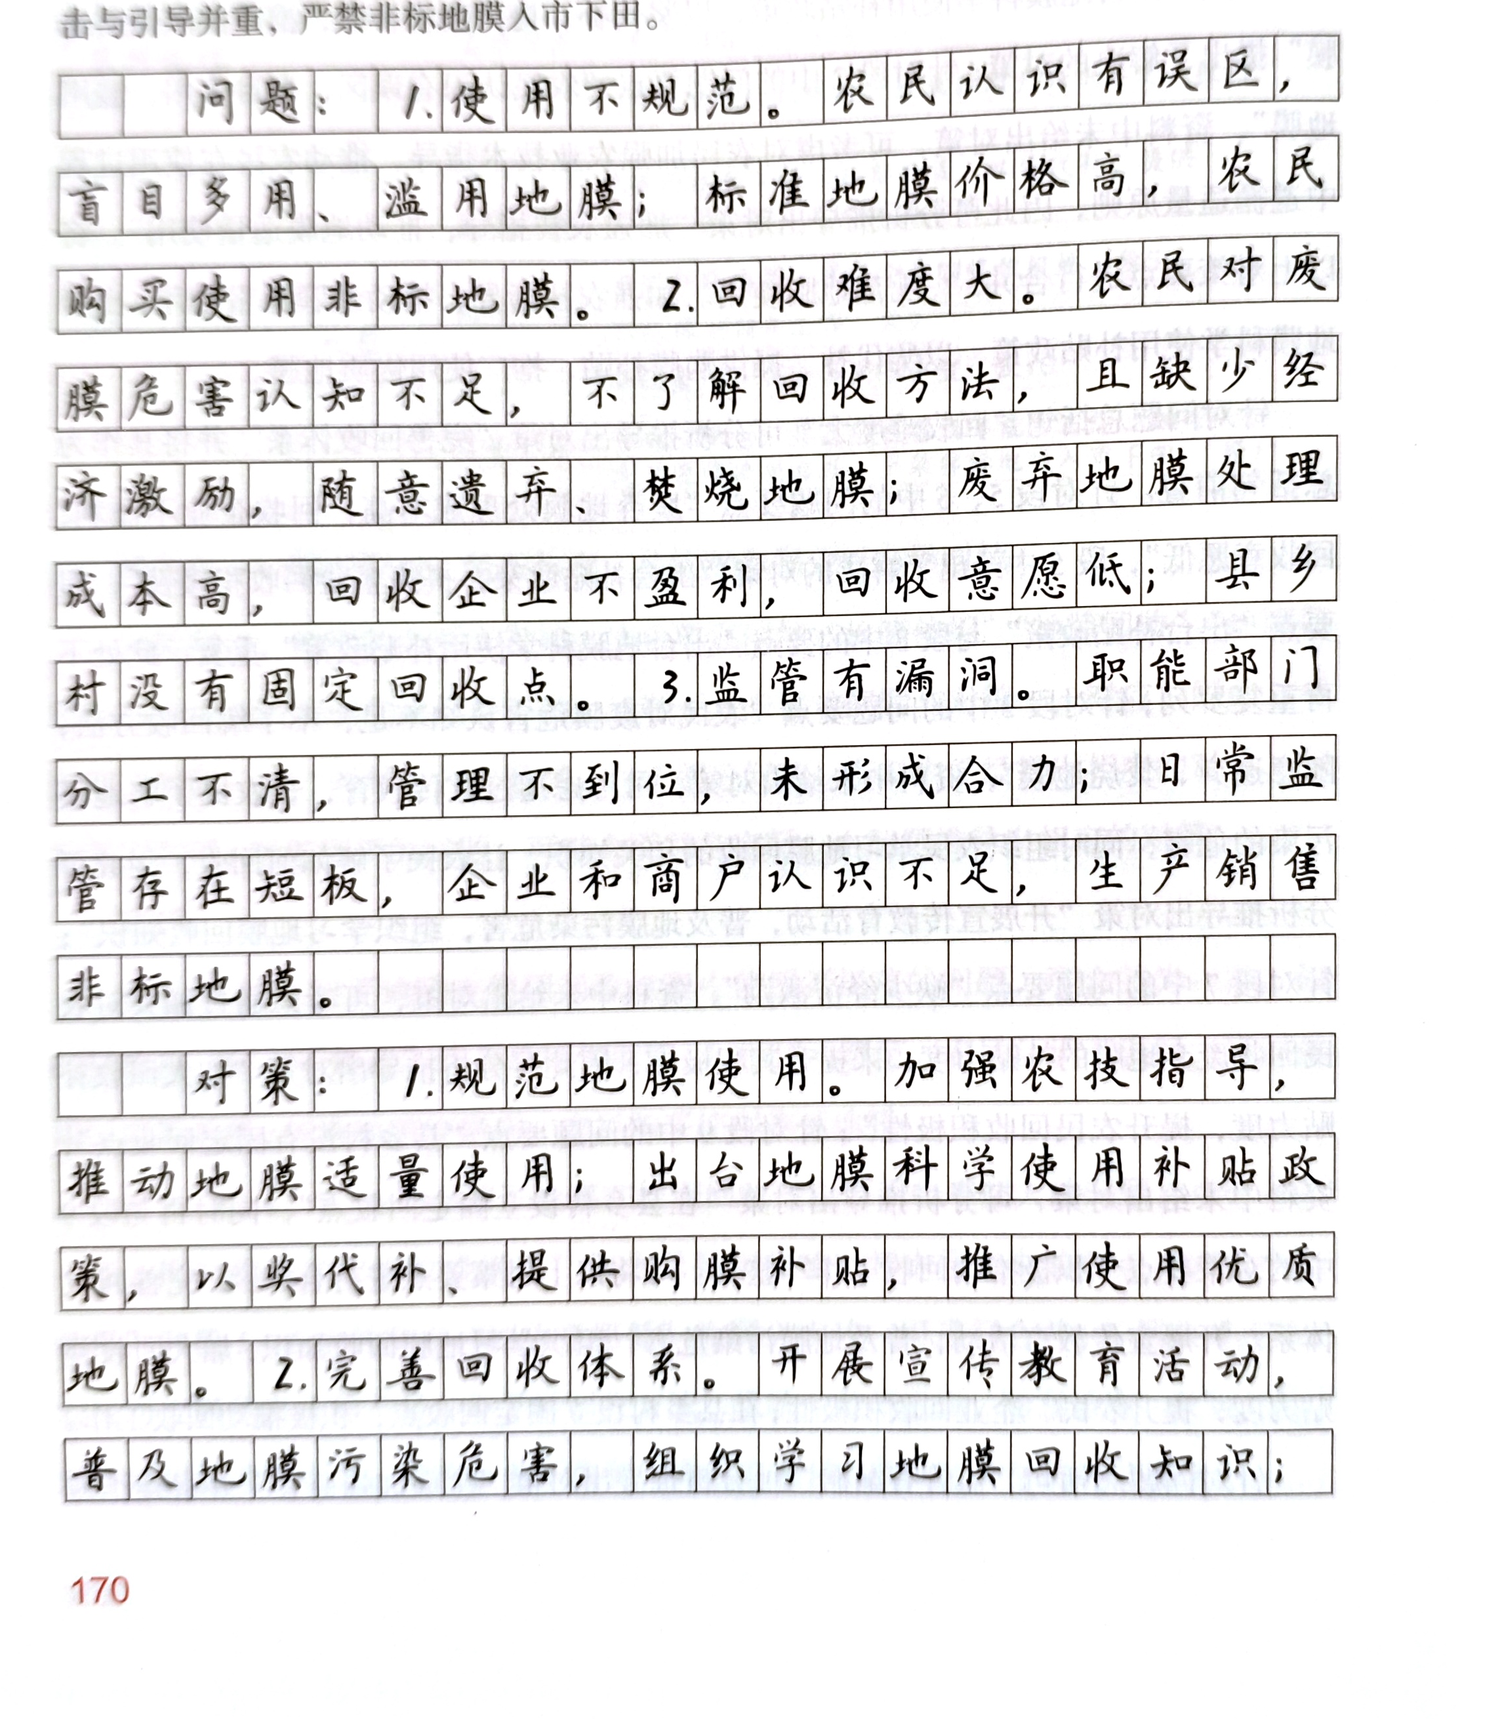 击与引导并重，严禁非标地膜入市下田。
问题：1.使用不规范。农民认识有误区，
盲目多用、滥用地膜；标准地膜价格高，农民
购买使用非标地膜。2.回收难度大。农民对废
膜危害认知不足，不了解回收方法，且缺少经
济激励，随意遗弃、焚烧地膜；废弃地膜处理
成本高，回收企业不盈利，回收意愿低；县乡
村没有固定回收点。3.监管有漏洞。职能部门
分工不清，管理不到位，未形成合力；日常监
管存在短板，企业和商户认识不足，生产销售
非标地膜。
对策：1.规范地膜使用。加强农技指导，
推动地膜适量使用；出台地膜科学使用补贴政
策，以奖代补、提供购膜补贴，推广使用优质
地膜。2.完善回收体系。开展宣传教育活动，
普及地膜污染危害，组织学习地膜回收知识；
170